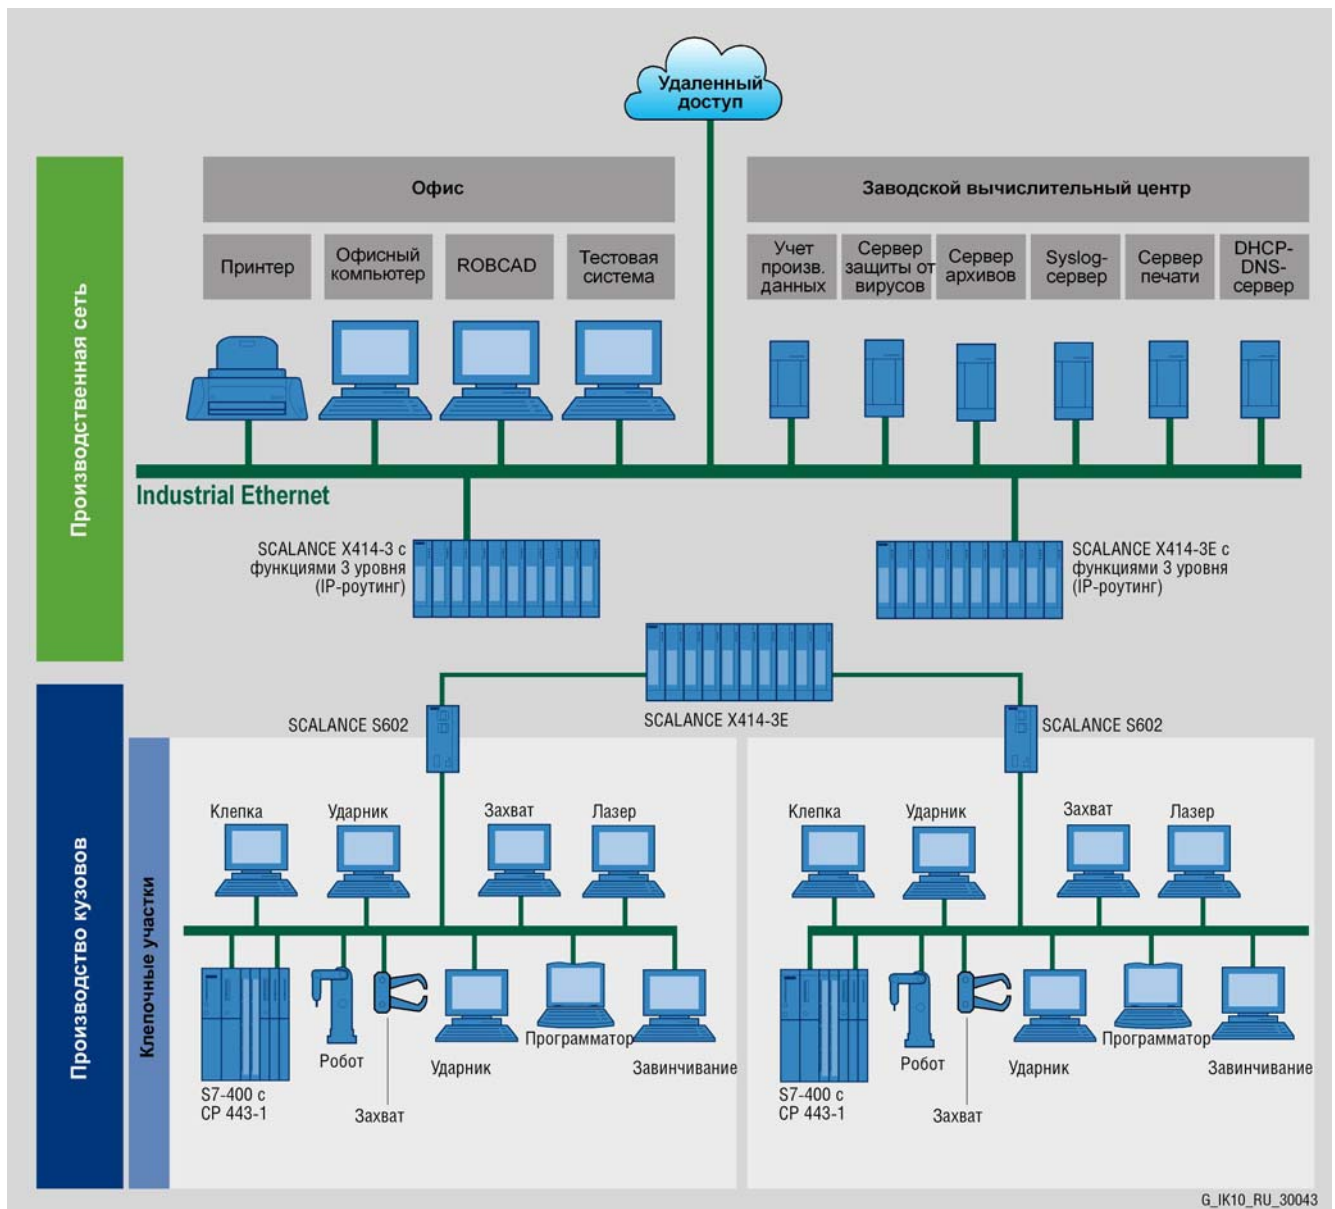 Удаленный
доступ
Производственная сеть
Офис
Заводской вычислительный центр
Принтер
Офисный
компьютер
ROBCAD
Тестовая
система
Учет
произв.
данных
Сервер
защиты от
вирусов
Сервер
архивов
Syslog-
сервер
Сервер
печати
DHCP-
DNS-
сервер
Industrial Ethernet
SCALANCE X414-3 с
функциями 3 уровня
(IP-роутинг)
SCALANCE X414-3E с
функциями 3 уровня
(IP-роутинг)
SCALANCE X414-3E
SCALANCE S602
SCALANCE S602
Производство кузовов
Клепочные участки
Клепка
Ударник
Захват
Лазер
S7-400 с
CP 443-1
Робот
Захват
Ударник
Программатор
Завинчивание
Клепка
Ударник
Захват
Лазер
S7-400 с
CP 443-1
Робот
Захват
Ударник
Программатор
Завинчивание
G_IK10_RU_30043